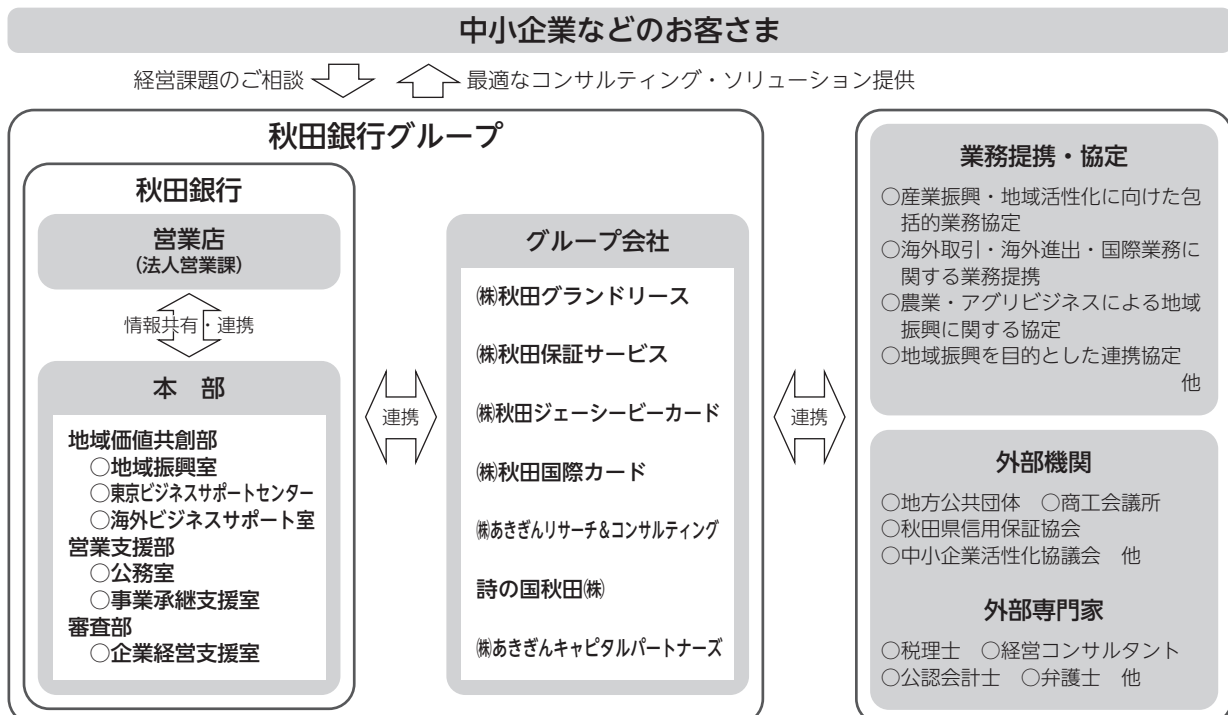 中小企業などのお客さま
経営課題のご相談
最適なコンサルティング・ソリューション提供
秋田銀行グループ
秋田銀行
営業店
(法人営業課)
情報共有・連携
本　部
地域価値共創部
○地域振興室
○東京ビジネスサポートセンター
○海外ビジネスサポート室
営業支援部
○公務室
○事業承継支援室
審査部
○企業経営支援室
連携
グループ会社
㈱秋田グランドリース
㈱秋田保証サービス
㈱秋田ジェーシービーカード
㈱秋田国際カード
㈱あきぎんリサーチ＆コンサルティング
詩の国秋田㈱
㈱あきぎんキャピタルパートナーズ
連携
業務提携・協定
○産業振興・地域活性化に向けた包
括的業務協定
○海外取引・海外進出・国際業務に
関する業務提携
○農業・アグリビジネスによる地域
振興に関する協定
○地域振興を目的とした連携協定
他
外部機関
○地方公共団体　○商工会議所
○秋田県信用保証協会
○中小企業活性化協議会　他
外部専門家
○税理士　○経営コンサルタント
○公認会計士　○弁護士　他